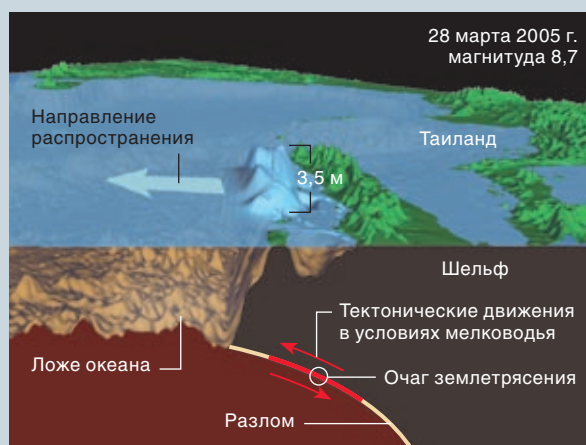 28 марта 2005 г.
магнитуда 8,7
Направление
распространения
Таиланд
3,5 м
Шельф
Тектонические движения
в условиях мелководья
Ложе океана
Очаг землетрясения
Разлом